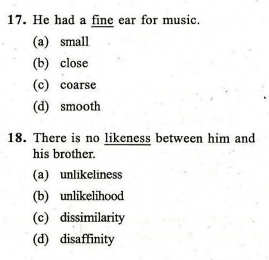 17. He had a fine ear for music.
(a) small
(b) close
(c) coarse
(d) smooth
18. There is no likeness between him and
his brother.
(a) unlikeliness
(b) unlikelihood
(c) dissimilarity
(d) disaffinity